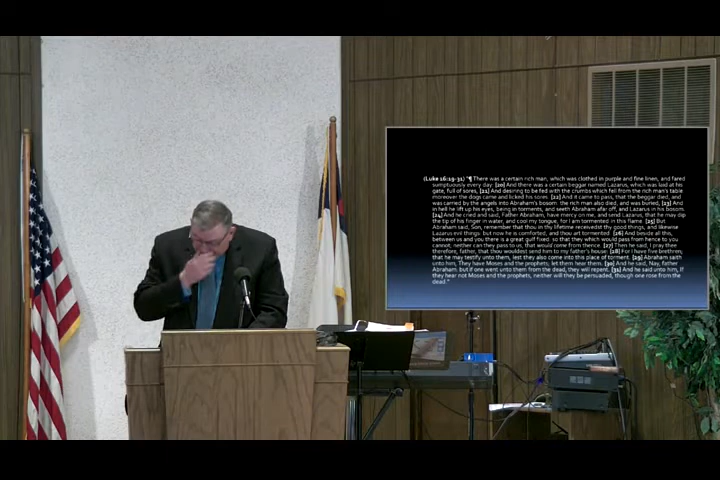 (Luke 16:19-31) "¶ There was a certain rich man, which was clothed in purple and fine linen, and fared
sumptuously every day: [20] And there was a certain beggar named Lazarus, which was laid at his
gate, full of sores, [21] And desiring to be fed with the crumbs which fell from the rich man's table:
moreover the dogs came and licked his sores. [22] And it came to pass, that the beggar died, and
was carried by the angels into Abraham's bosom: the rich man also died, and was buried; [23] And
in hell he lift up his eyes, being in torments, and seeth Abraham afar off, and Lazarus in his bosom.
[24] And he cried and said, Father Abraham, have mercy on me, and send Lazarus, that he may dip
the tip of his finger in water, and cool my tongue; for I am tormented in this flame. [25] But
Abraham said, Son, remember that thou in thy lifetime receivedst thy good things, and likewise
Lazarus evil things: but now he is comforted, and thou art tormented. [26] And beside all this,
between us and you there is a great gulf fixed: so that they which would pass from hence to you
cannot; neither can they pass to us, that would come from thence. [27] Then he said, I pray thee
therefore, father, that thou wouldest send him to my father's house: [28] For I have five brethren;
that he may testify unto them, lest they also come into this place of torment. [29] Abraham saith
unto him, They have Moses and the prophets; let them hear them. [30] And he said, Nay, father
Abraham: but if one went unto them from the dead, they will repent. [31] And he said unto him, If
they hear not Moses and the prophets, neither will they be persuaded, though one rose from the
dead."